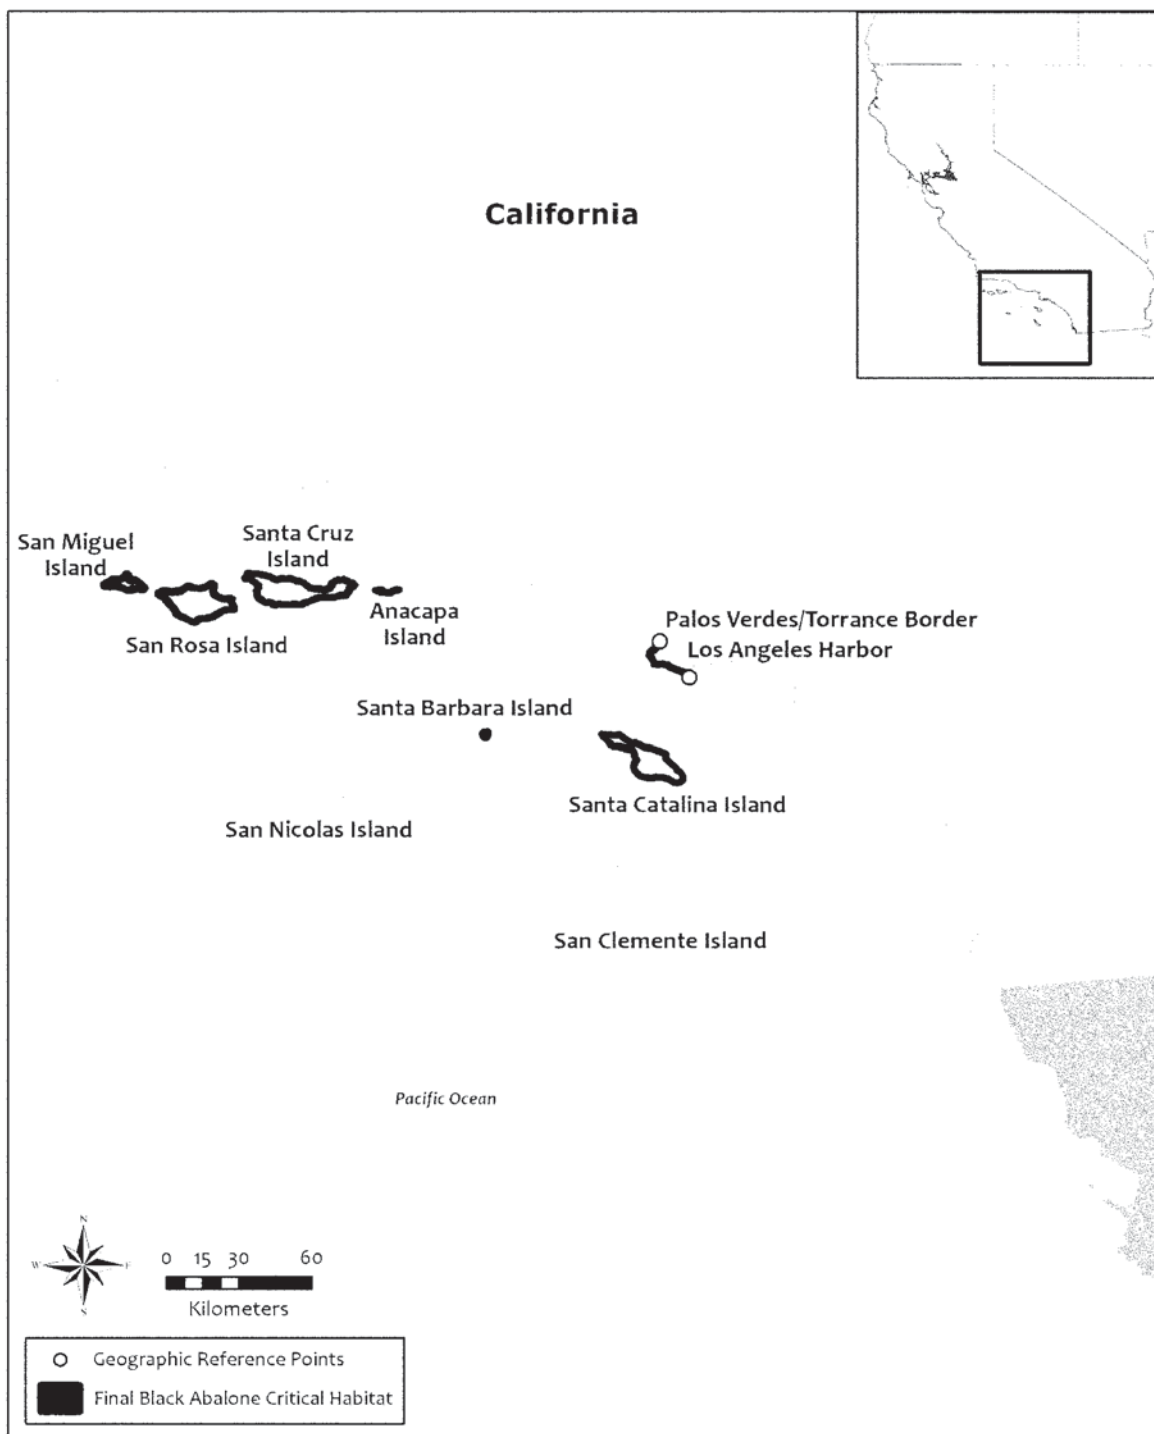 California
San Miguel
Island
Santa Cruz
Island
San Rosa Island
Anacapa
Island
Palos Verdes/Torrance Border
Los Angeles Harbor
Santa Barbara Island
Santa Catalina Island
San Nicolas Island
San Clemente Island
Pacific Ocean
N
W
E
S
0 15 30 60
Kilometers
Geographic Reference Points
Final Black Abalone Critical Habitat